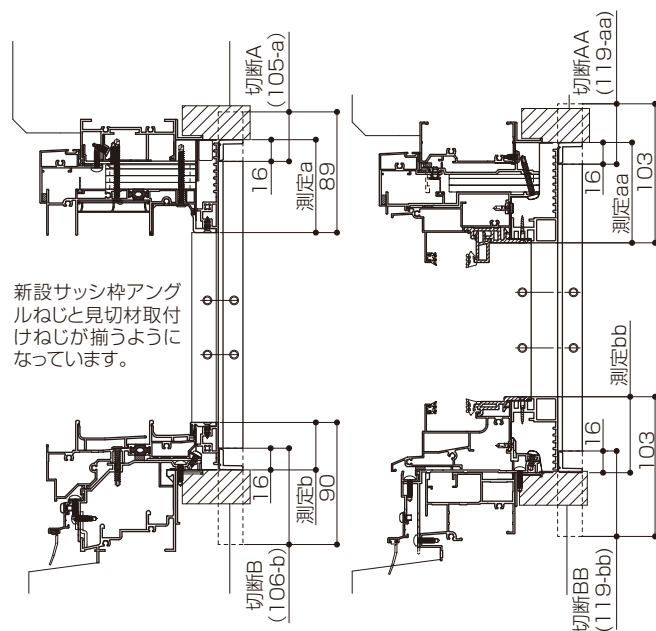 切断A
(105-a)
16
測定a
89
新設サッシ枠アング
ルねじと見切材取付
けねじが揃うように
なっています。
16
測定b
90
切断B
(106-b)
切断AA
(119-aa)
16
測定aa
103
測定bb
16
103
切断BB
(119-bb)